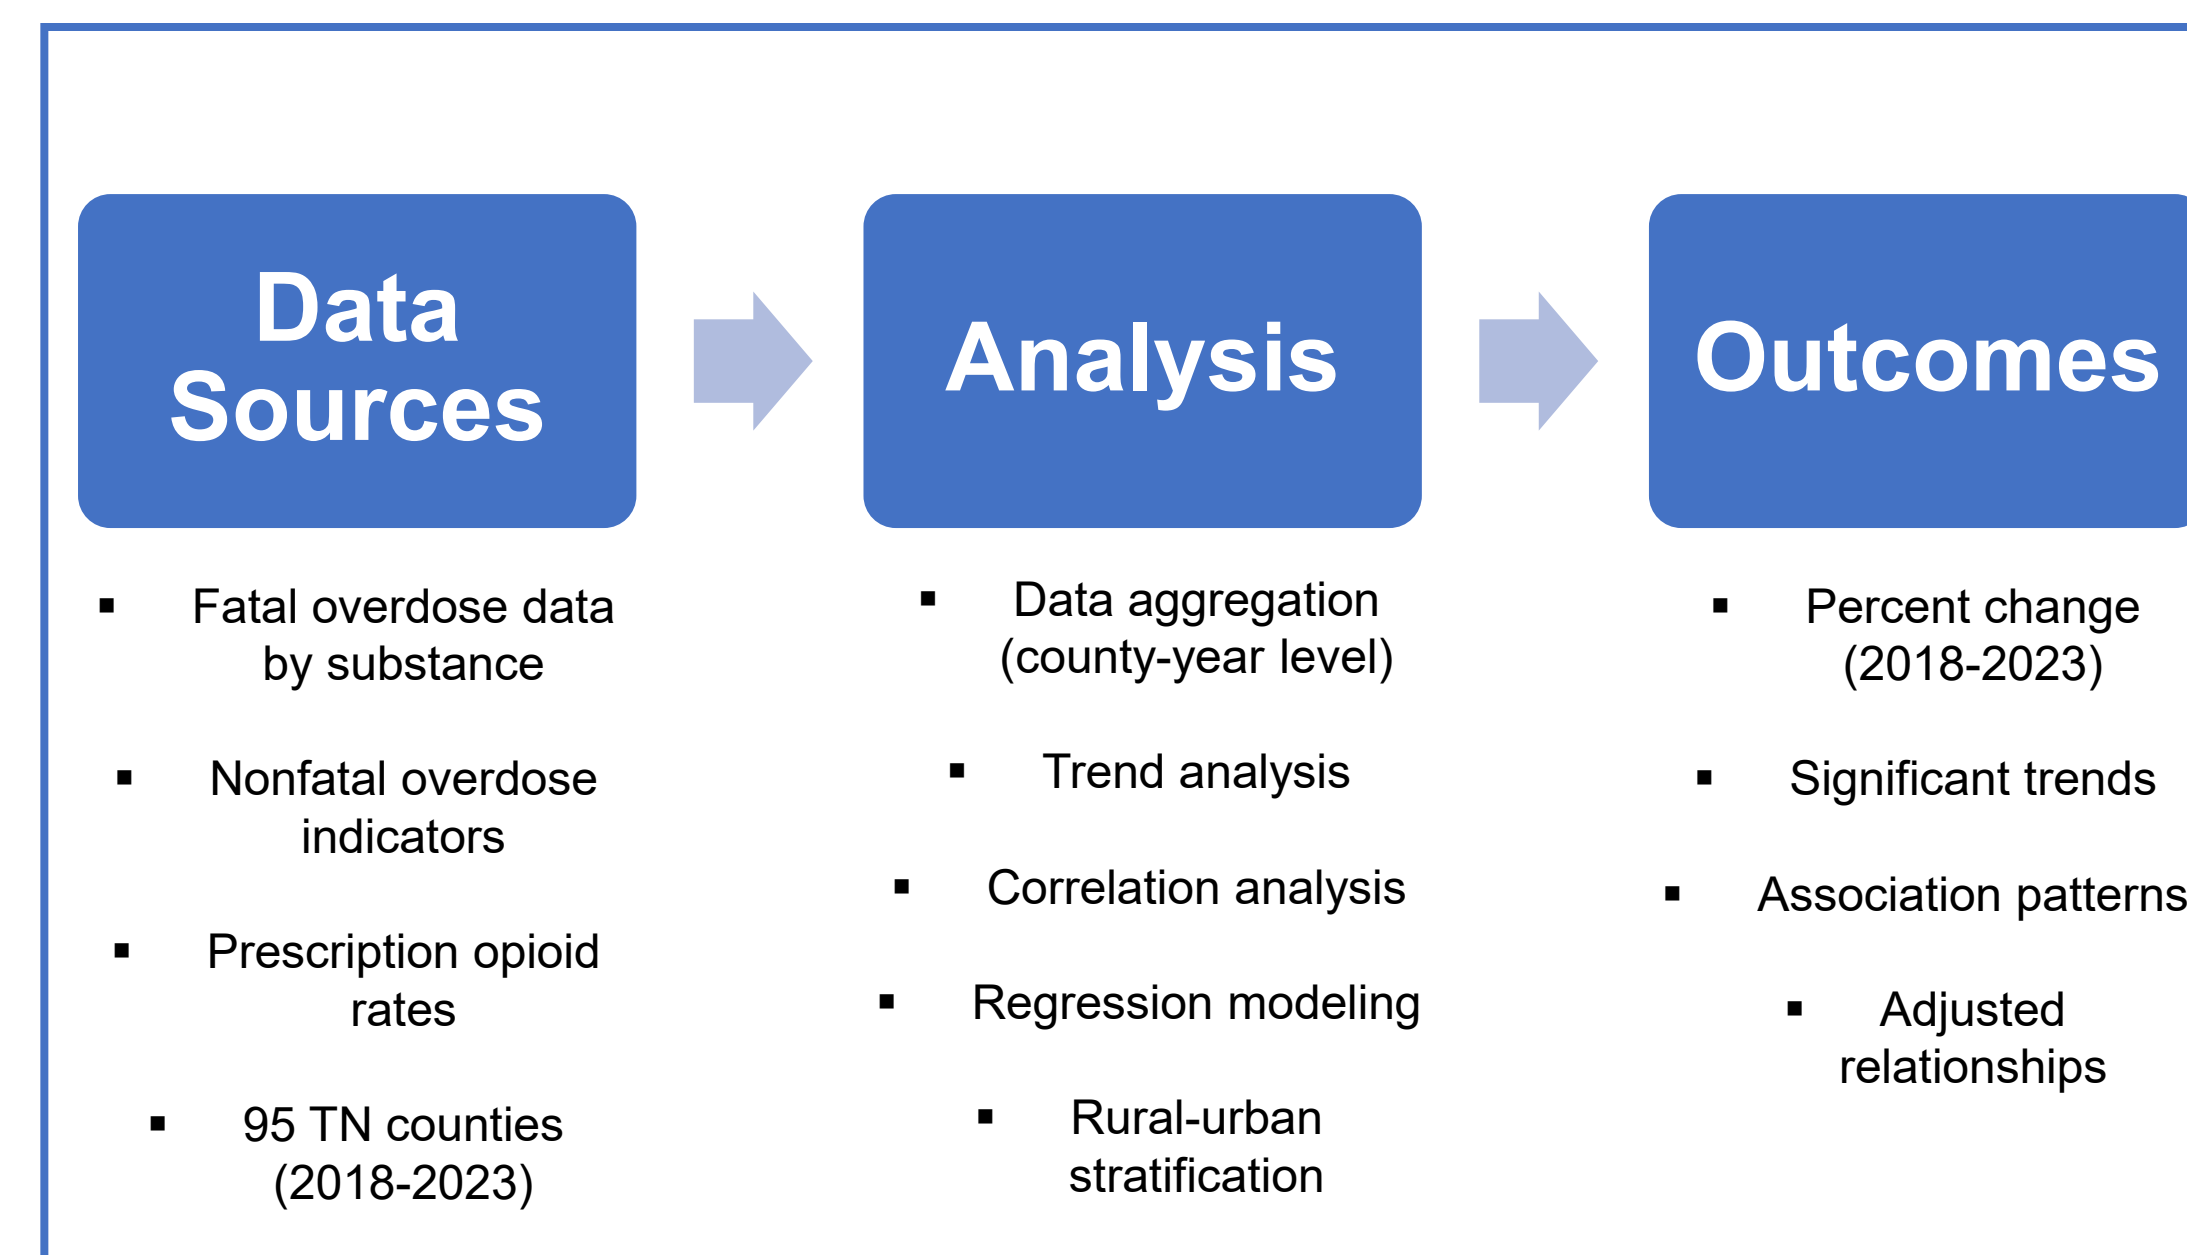 Data
Sources
▪ Fatal overdose data
by substance
▪ Nonfatal overdose
indicators
▪ Prescription opioid
rates
▪ 95 TN counties
(2018-2023)
Analysis
▪ Data aggregation
(county-year level)
▪ Trend analysis
▪ Correlation analysis
▪ Regression modeling
▪ Rural-urban
stratification
Outcomes
▪ Percent change
(2018-2023)
▪ Significant trends
▪ Association patterns
▪ Adjusted
relationships